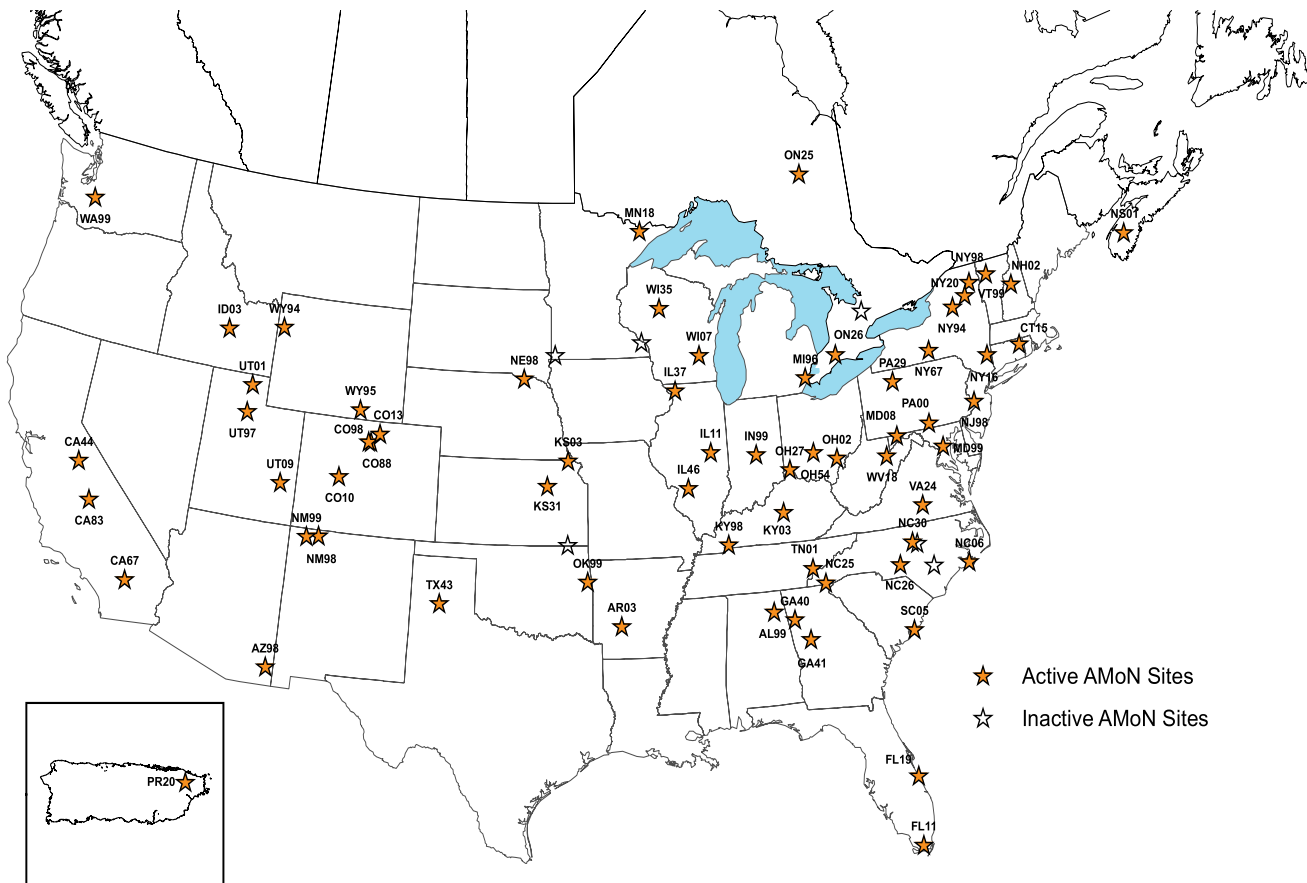 ON25
MN18
NS01
WA99
NY98
NH02
NY20
VT99
WI35
ID03
WY94
NY94
CT15
WI07
ON26
MI96
PA29
NY67
NY16
UT01
NE98
IL37
WY95
CO13
UT97
CO98
CO88
MD08
PA00
NJ98
CA44
KS03
IL11
IN99
OH27
OH02
OH54
MD99
WV18
UT09
CO10
IL46
KS31
VA24
CA83
NM99
NM98
KY98
KY03
NC30
NC06
CA67
OK99
TN01
NC25
NC26
TX43
AR03
GA40
AL99
GA41
SC05
AZ98
Active AMoN Sites
Inactive AMoN Sites
PR20
FL19
FL11